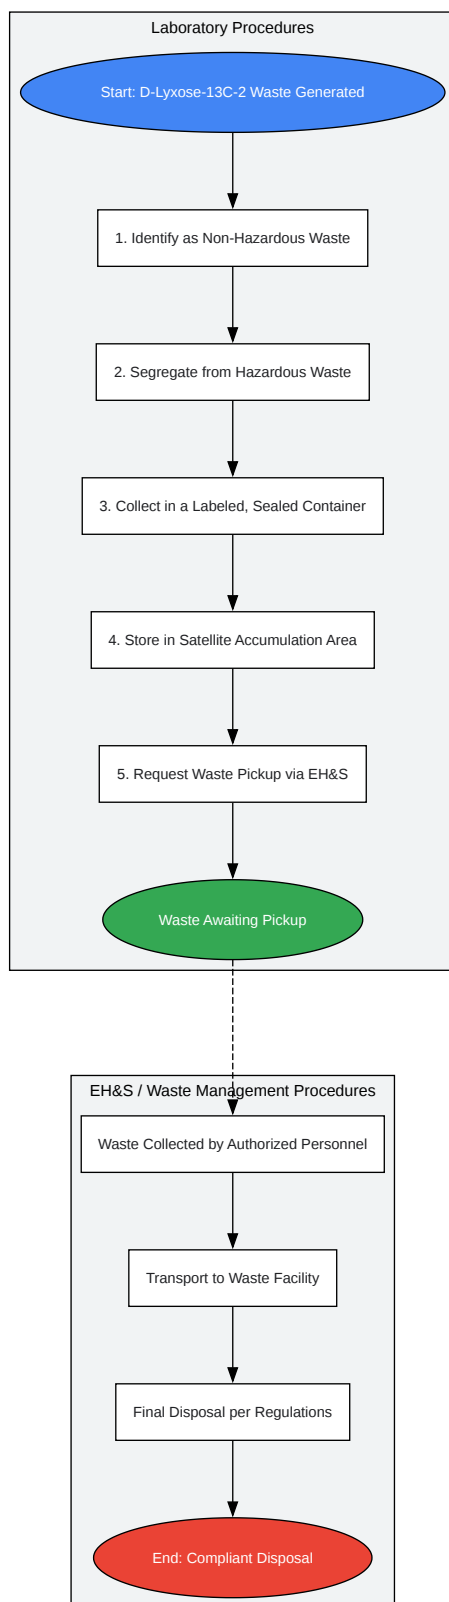 Laboratory Procedures
Start: D-Lyxose-13C-2 Waste Generated
1. Identify as Non-Hazardous Waste
2. Segregate from Hazardous Waste
3. Collect in a Labeled, Sealed Container
4. Store in Satellite Accumulation Area
5. Request Waste Pickup via EH&S
Waste Awaiting Pickup
EH&S / Waste Management Procedures
Waste Collected by Authorized Personnel
Transport to Waste Facility
Final Disposal per Regulations
End: Compliant Disposal